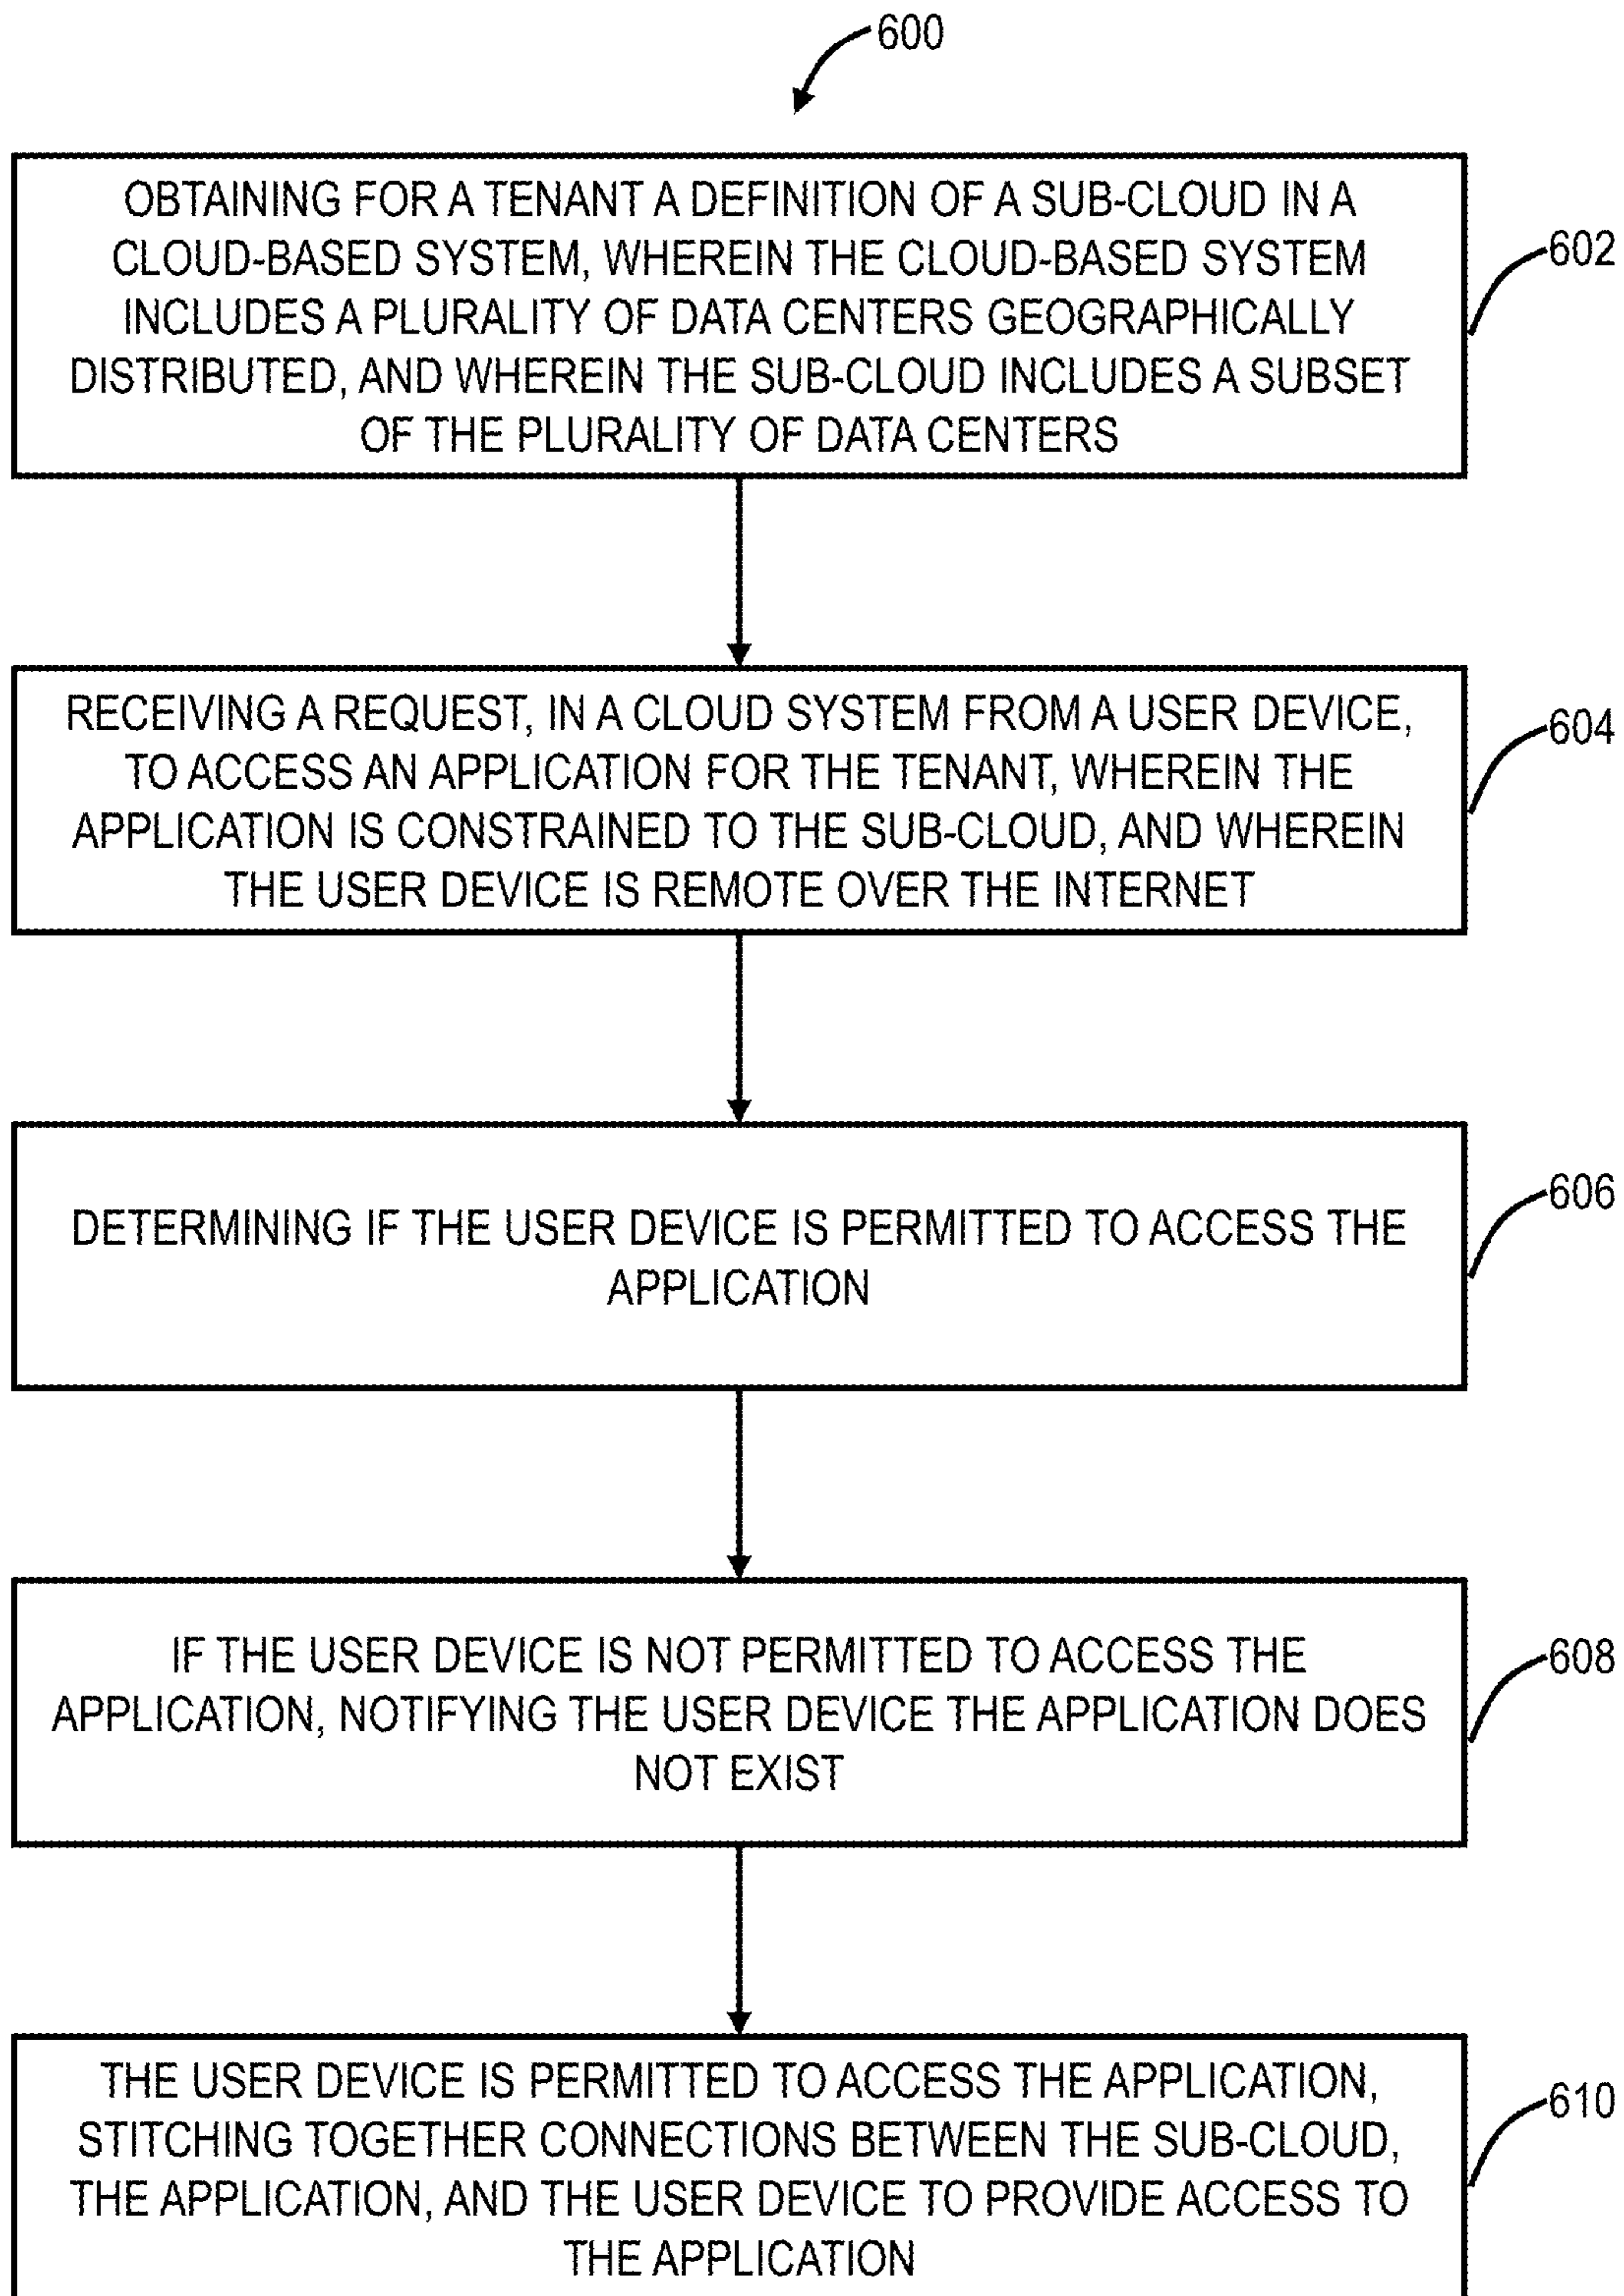 600
OBTAINING FOR A TENANT A DEFINITION OF A SUB-CLOUD IN A
CLOUD-BASED SYSTEM, WHEREIN THE CLOUD-BASED SYSTEM
INCLUDES A PLURALITY OF DATA CENTERS GEOGRAPHICALLY
DISTRIBUTED, AND WHEREIN THE SUB-CLOUD INCLUDES A SUBSET
OF THE PLURALITY OF DATA CENTERS
602
RECEIVING A REQUEST, IN A CLOUD SYSTEM FROM A USER DEVICE,
TO ACCESS AN APPLICATION FOR THE TENANT, WHEREIN THE
APPLICATION IS CONSTRAINED TO THE SUB-CLOUD, AND WHEREIN
THE USER DEVICE IS REMOTE OVER THE INTERNET
604
DETERMINING IF THE USER DEVICE IS PERMITTED TO ACCESS THE
APPLICATION
606
IF THE USER DEVICE IS NOT PERMITTED TO ACCESS THE
APPLICATION, NOTIFYING THE USER DEVICE THE APPLICATION DOES
NOT EXIST
608
THE USER DEVICE IS PERMITTED TO ACCESS THE APPLICATION,
STITCHING TOGETHER CONNECTIONS BETWEEN THE SUB-CLOUD,
THE APPLICATION, AND THE USER DEVICE TO PROVIDE ACCESS TO
THE APPLICATION
610